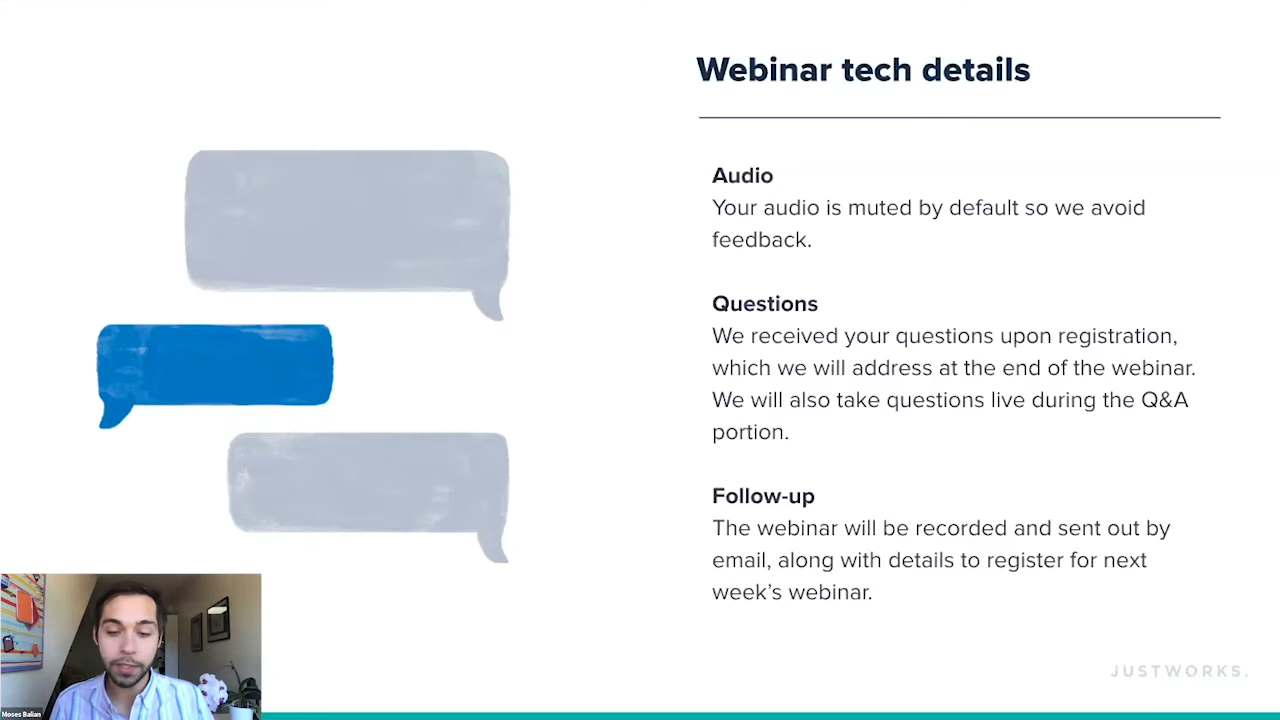 Webinar tech details
Audio
Your audio is muted by default so we avoid
feedback.
Questions
We received your questions upon registration,
which we will address at the end of the webinar.
We will also take questions live during the Q&A
portion.
Follow-up
The webinar will be recorded and sent out by
email, along with details to register for next
week’s webinar.
JUSTWORKS.
Moses Balian